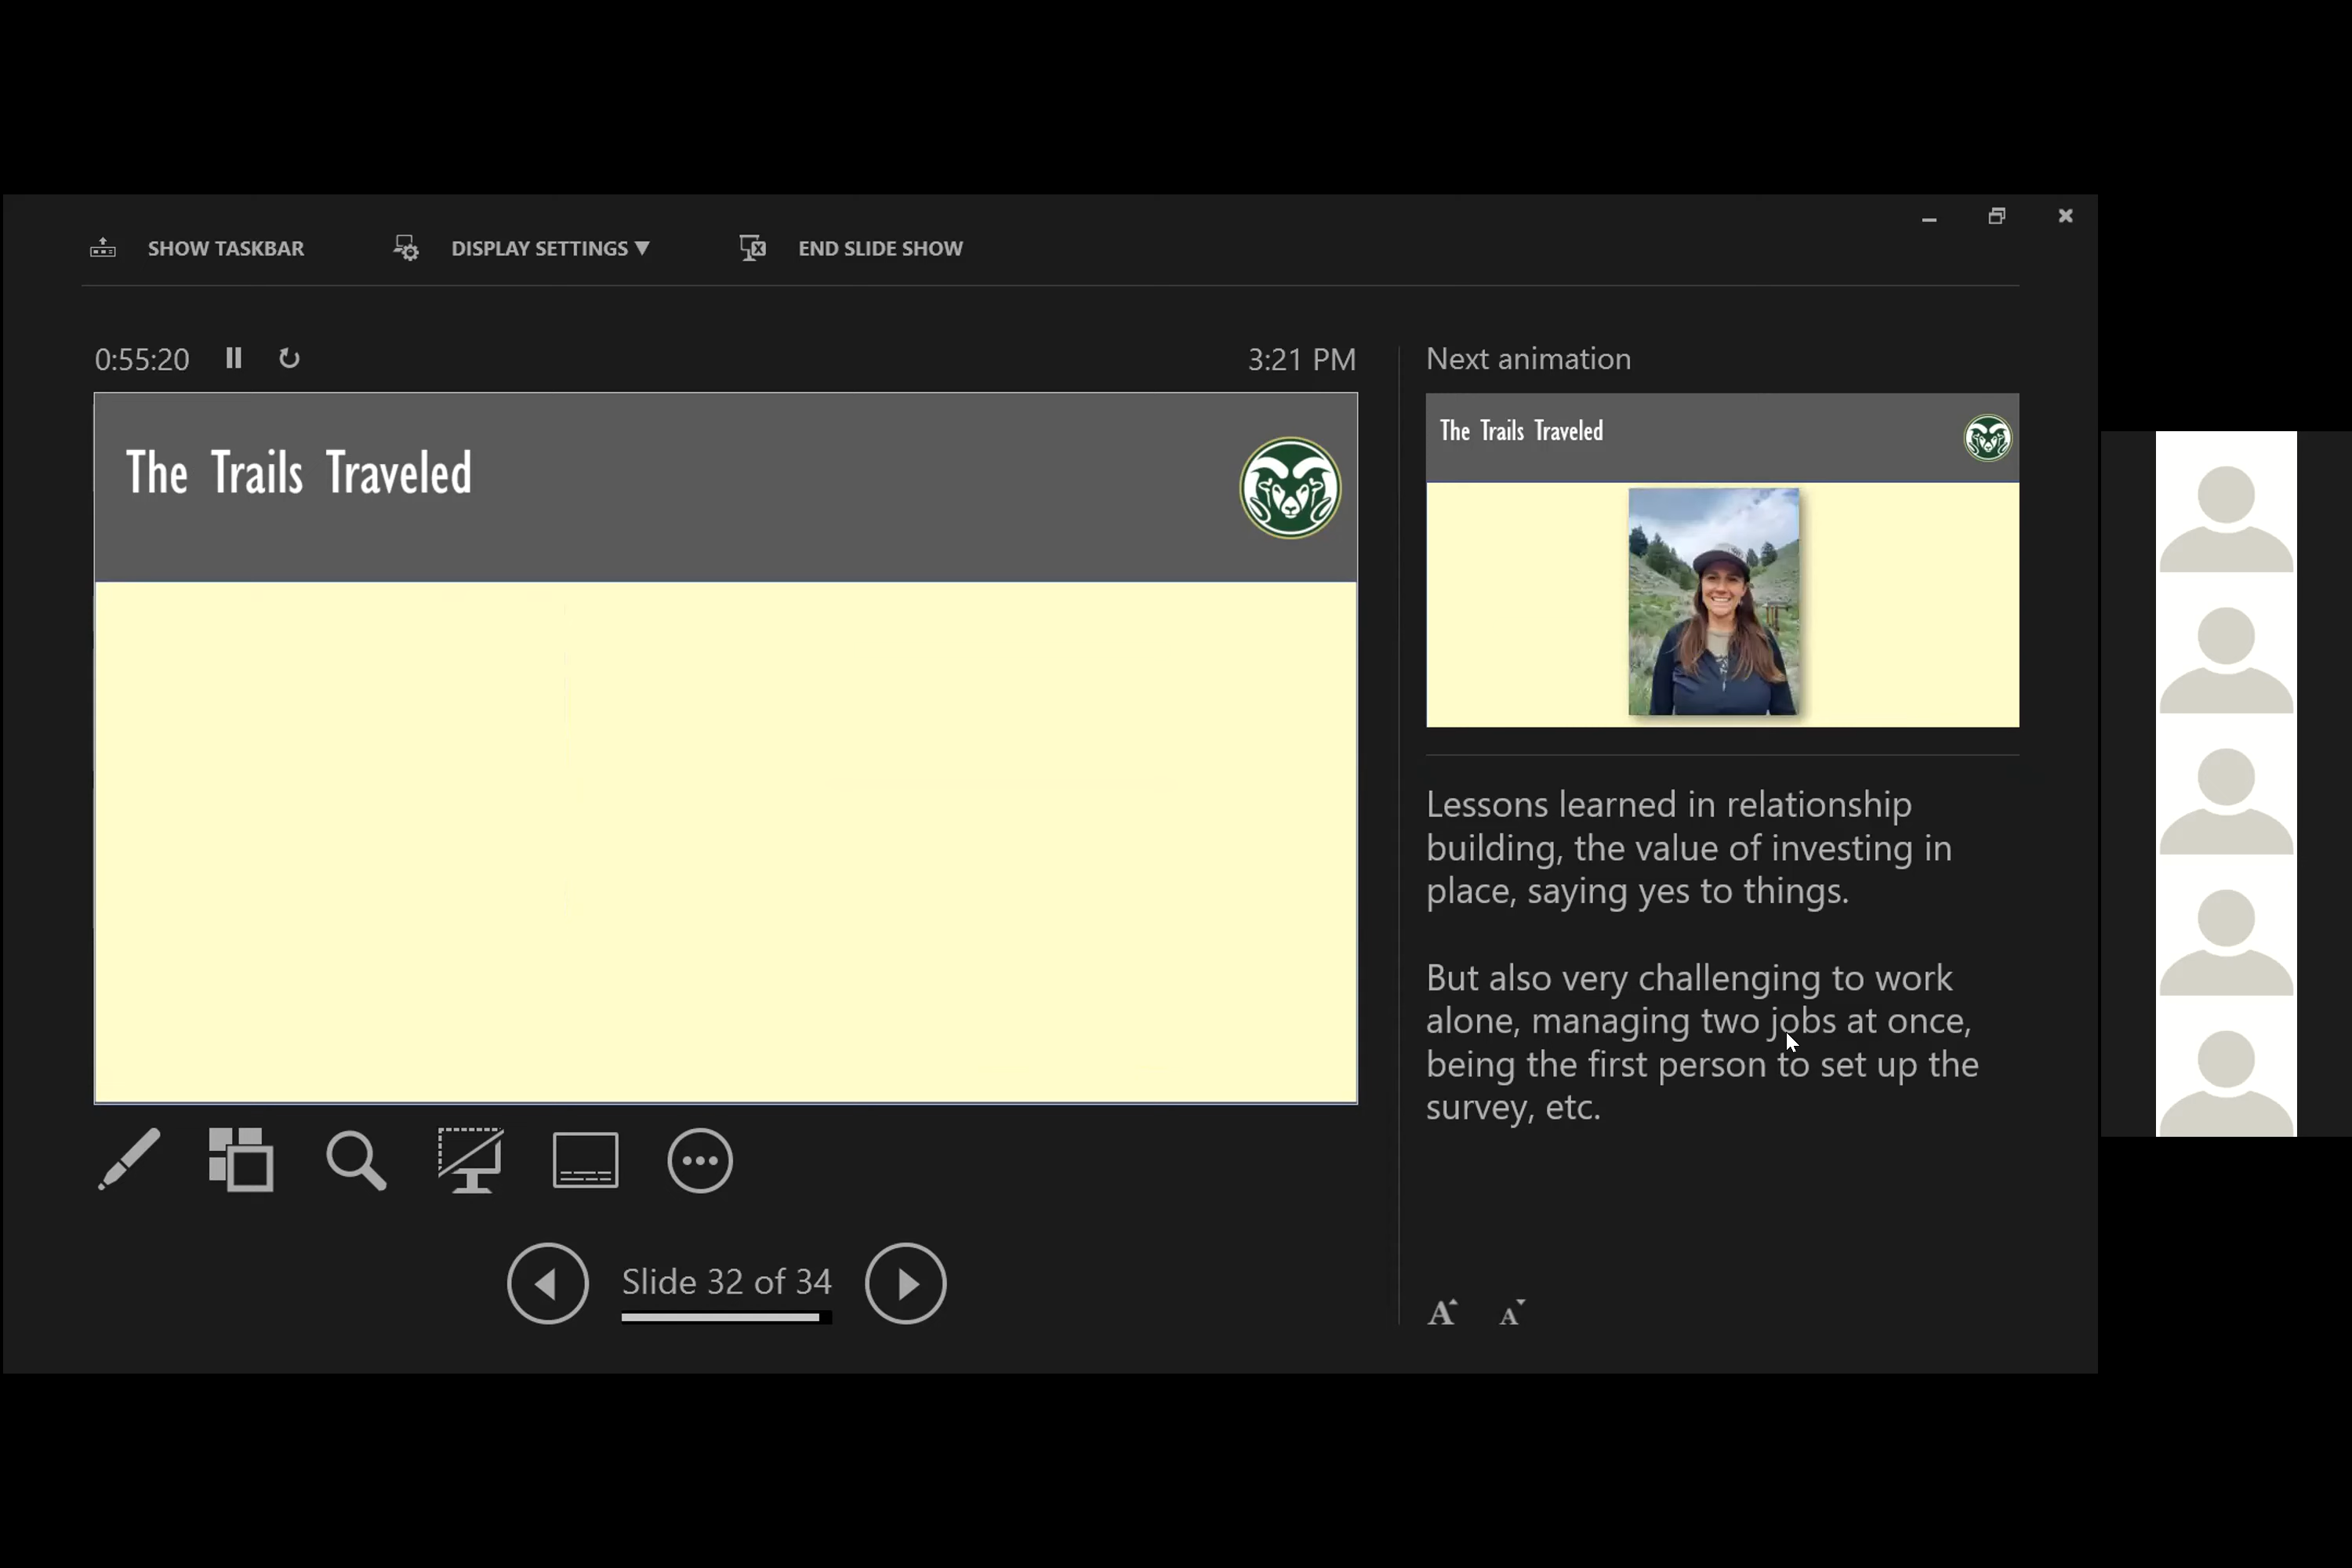 SHOW TASKBAR
DISPLAY SETTINGS ▼
END SLIDE SHOW
0:55:20
3:21 PM
The Trails Traveled
Slide 32 of 34
Next animation
The Trails Traveled
Lessons learned in relationship
building, the value of investing in
place, saying yes to things.
But also very challenging to work
alone, managing two jobs at once,
being the first person to set up the
survey, etc.
A A